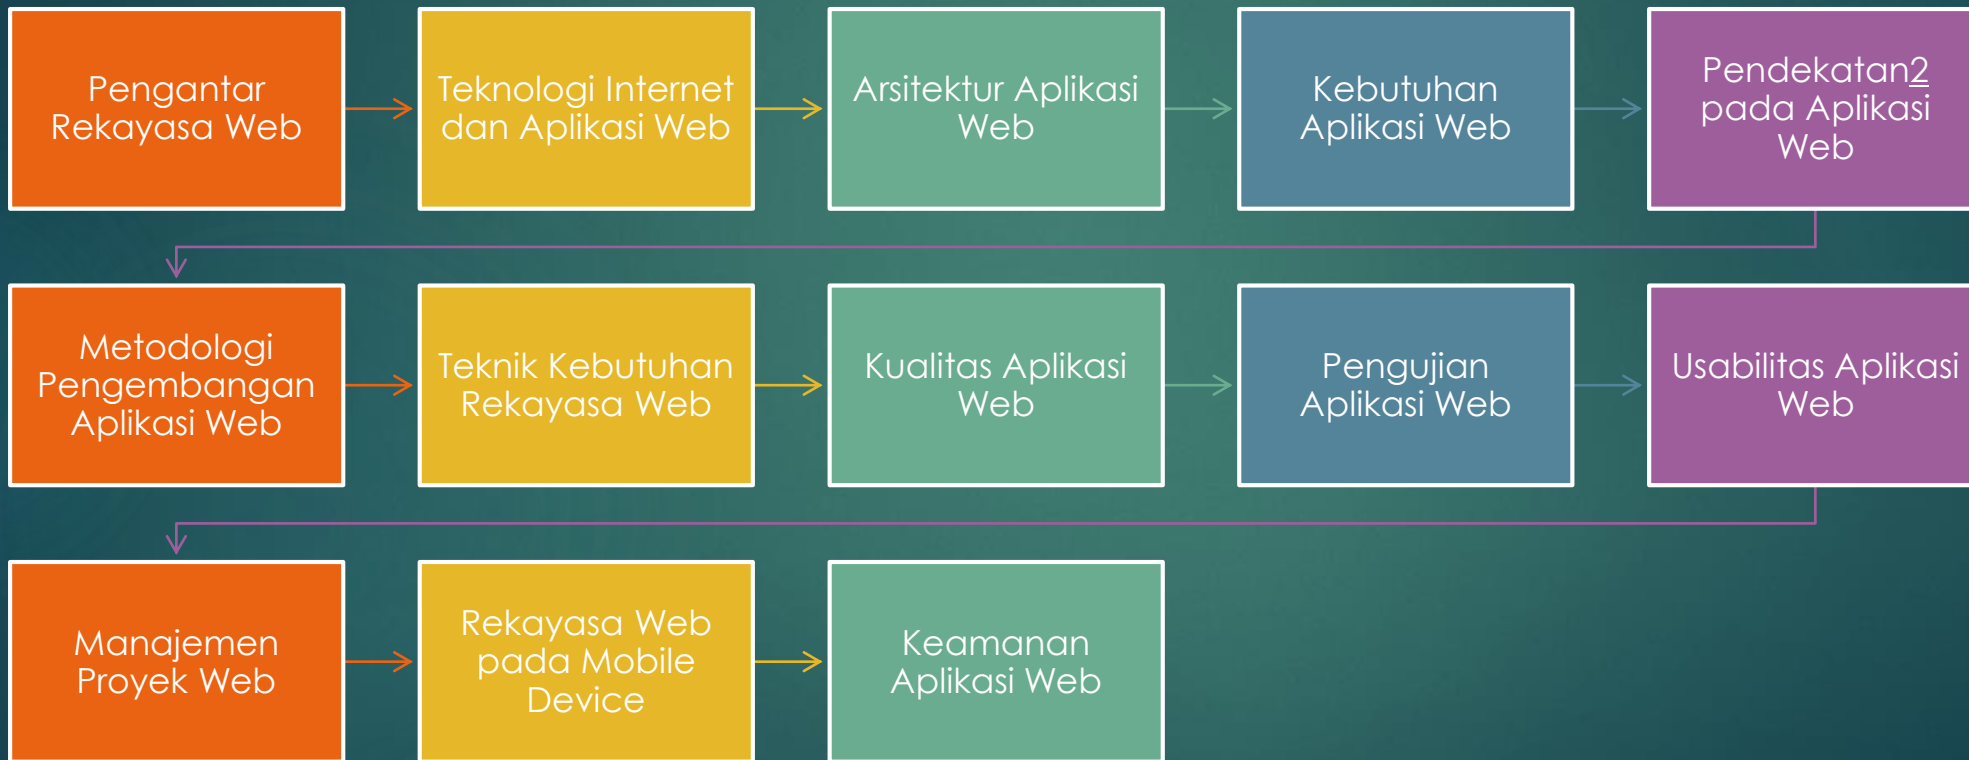 Pengantar
Rekayasa Web
Teknologi Internet
dan Aplikasi Web
Arsitektur Aplikasi
Web
Kebutuhan
Aplikasi Web
Pendekatan2
pada Aplikasi
Web
Metodologi
Pengembangan
Aplikasi Web
Teknik Kebutuhan
Rekayasa Web
Kualitas Aplikasi
Web
Pengujian
Aplikasi Web
Usabilitas Aplikasi
Web
Manajemen
Proyek Web
Rekayasa Web
pada Mobile
Device
Keamanan
Aplikasi Web